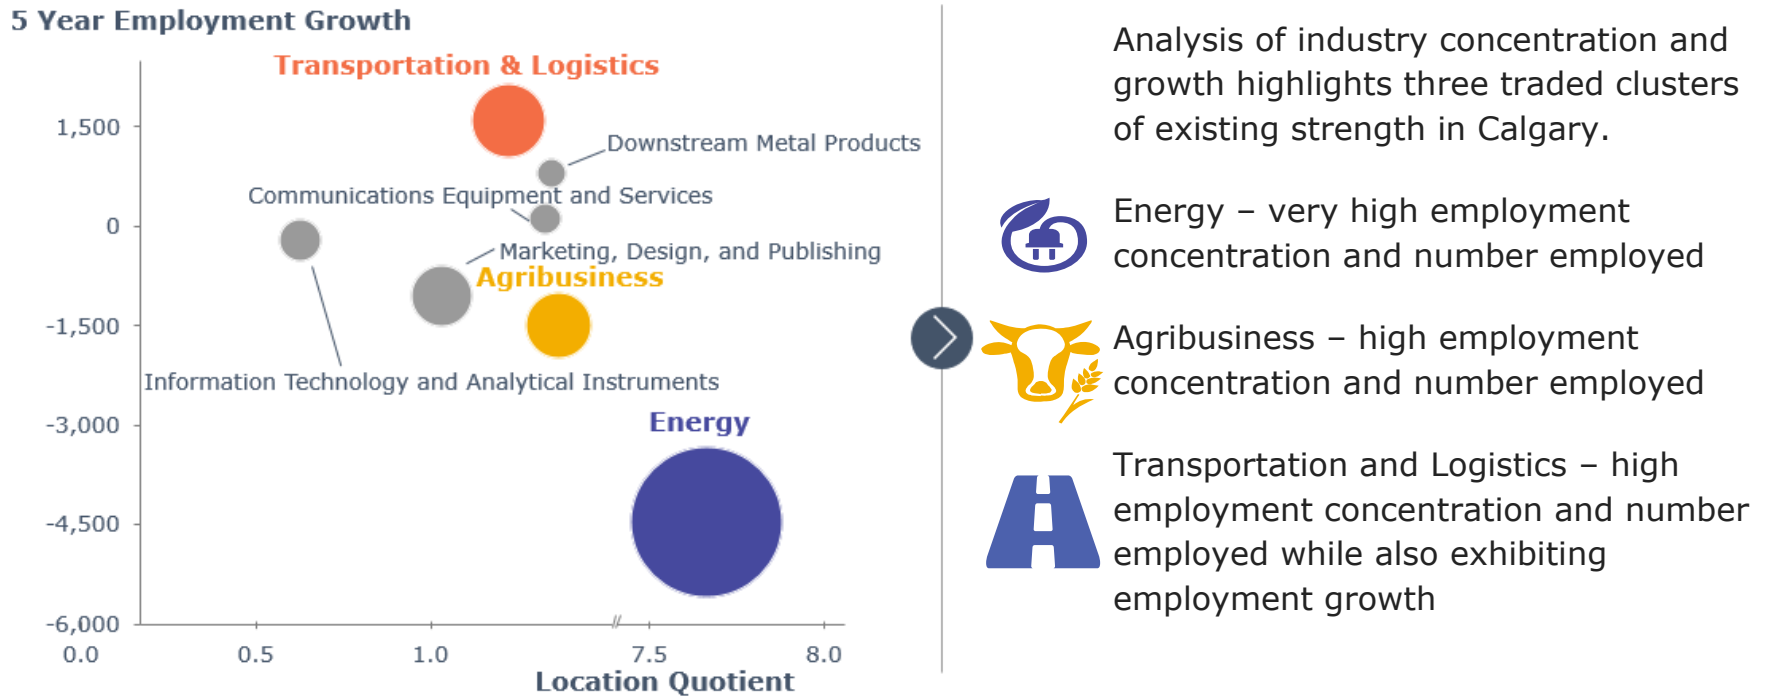 5 Year Employment Growth
Transportation & Logistics
1,500
Downstream Metal Products
Communications Equipment and Services
0
Marketing, Design, and Publishing
Agribusiness
-1,500
Information Technology and Analytical Instruments
-3,000
Energy
-4,500
-6,000
0.0 0.5 1.0 7.5 8.0
Location Quotient
Analysis of industry concentration and
growth highlights three traded clusters
of existing strength in Calgary.
Energy – very high employment
concentration and number employed
Agribusiness – high employment
concentration and number employed
Transportation and Logistics – high
employment concentration and number
employed while also exhibiting
employment growth